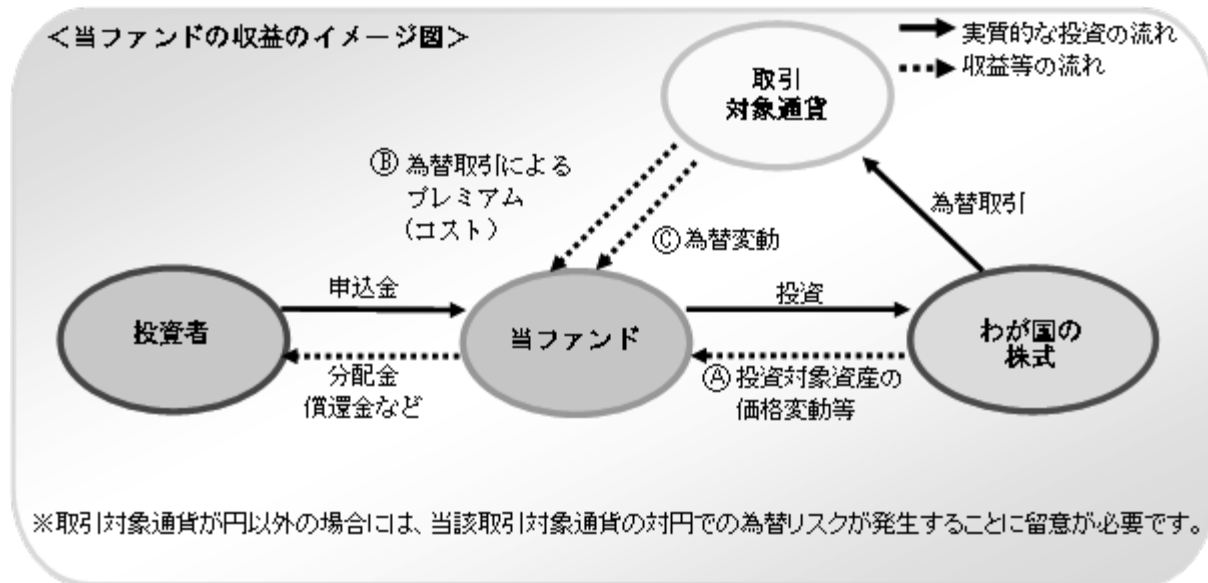 ＜当ファンドの収益のイメージ図＞
実質的な投資の流れ
収益等の流れ
取引
対象通貨
Ⓑ 為替取引による
プレミアム
（コスト）
Ⓒ 為替変動
為替取引
投資者
申込金
分配金
償還金など
当ファンド
投資
Ⓐ 投資対象資産の
価格変動等
わが国の
株式
※取引対象通貨が円以外の場合には、当該取引対象通貨の対円での為替リスクが発生することに留意が必要です。